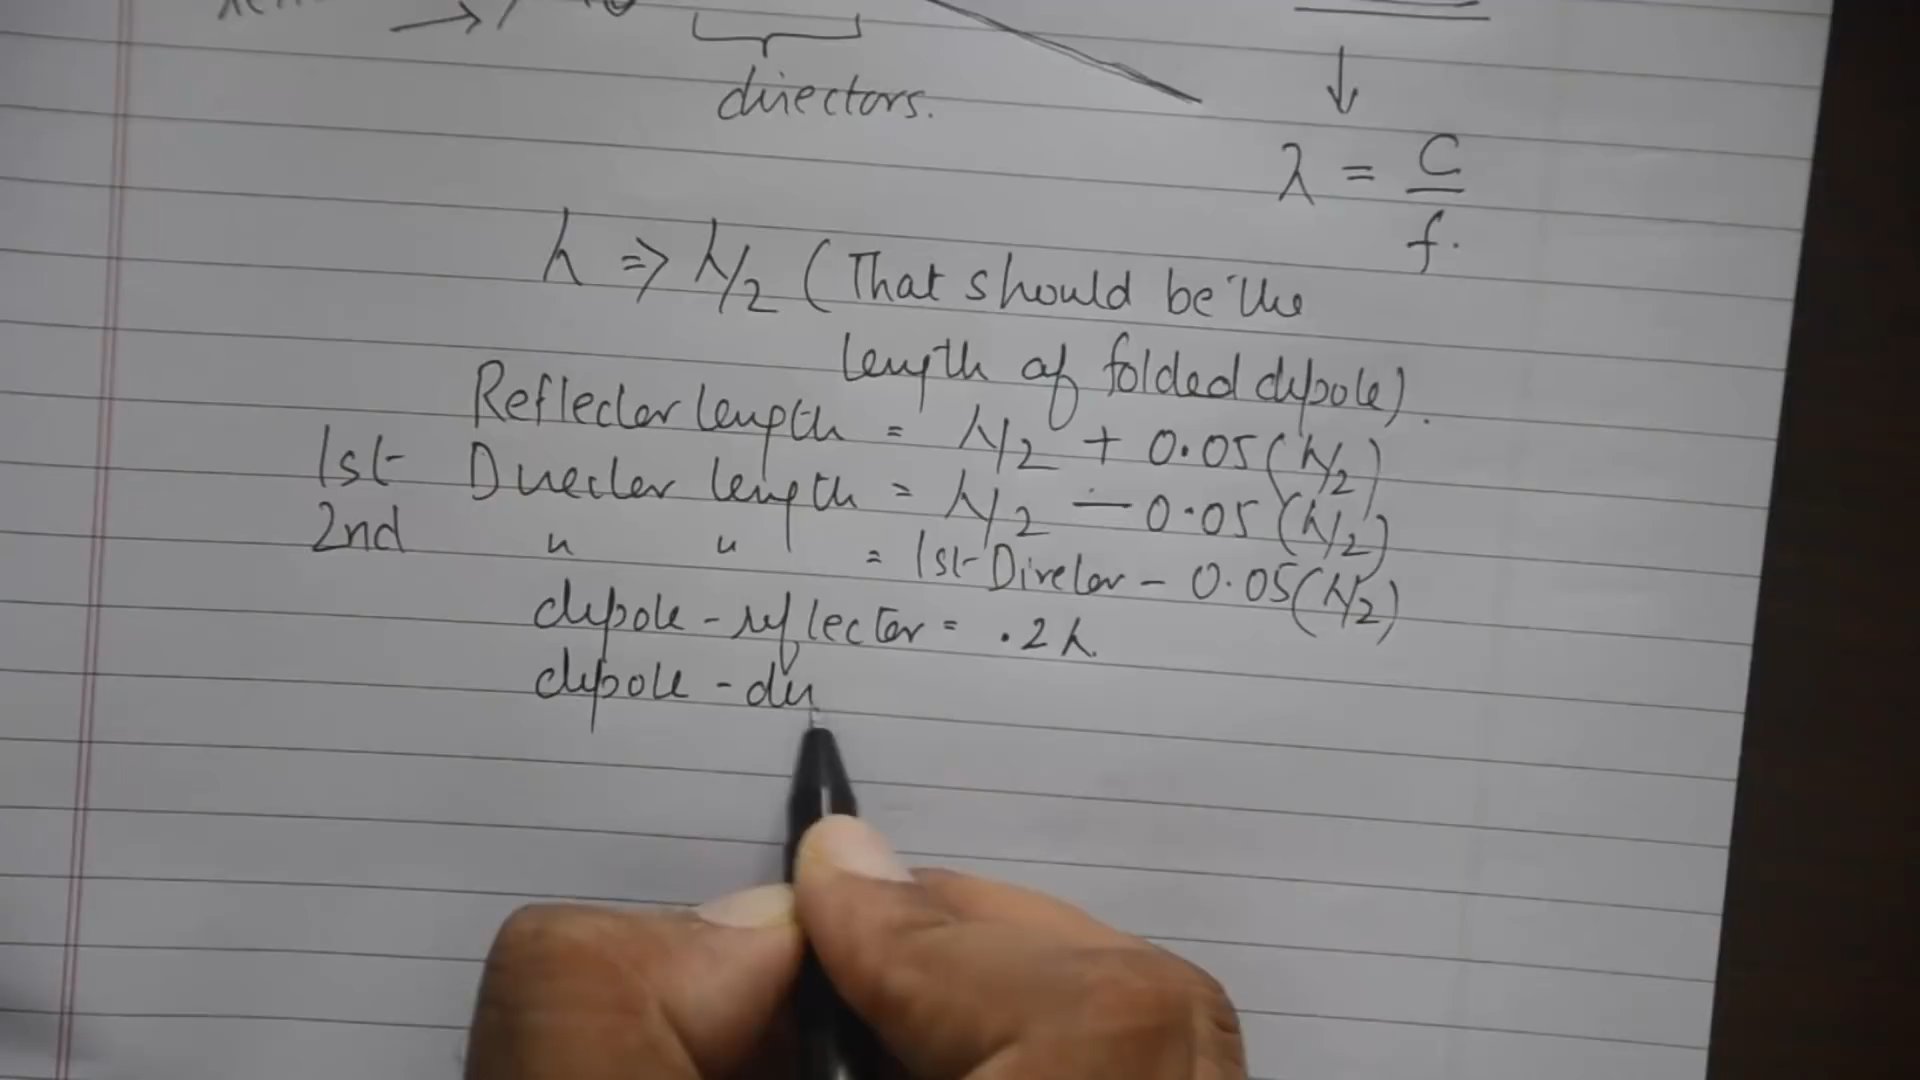 directors.
λ = C
f.
λ => λ/2 (That should be the
length of folded dipole).
Reflector length = λ/2 + 0.05(λ/2)
1st Director length = λ/2 - 0.05(λ/2)
2nd " " = 1st Director - 0.05(λ/2)
dipole - reflector = .2λ
dipole - dir